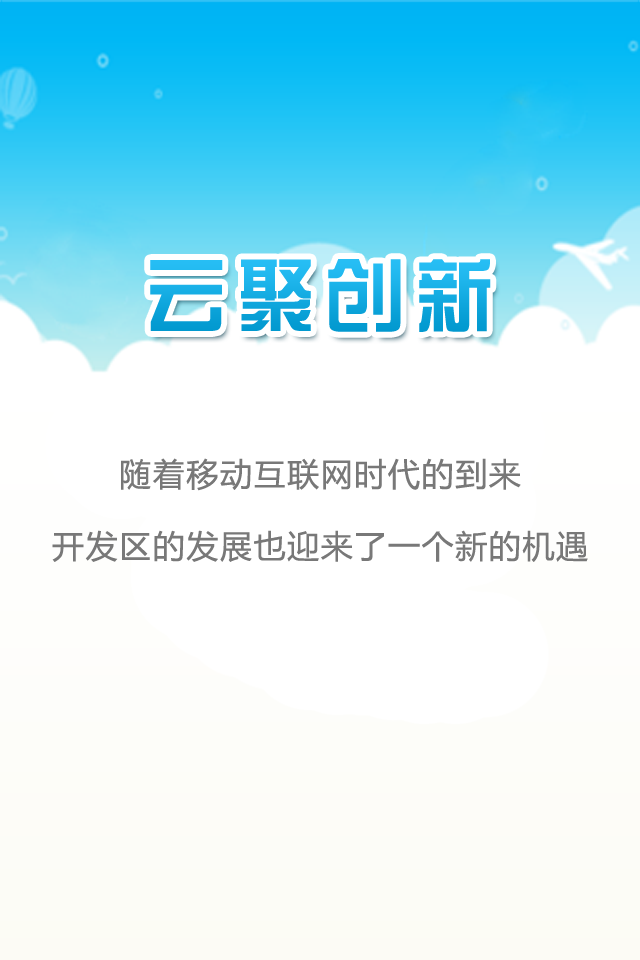 云聚创新
随着移动互联网时代的到来
开发区的发展也迎来了一个新的机遇